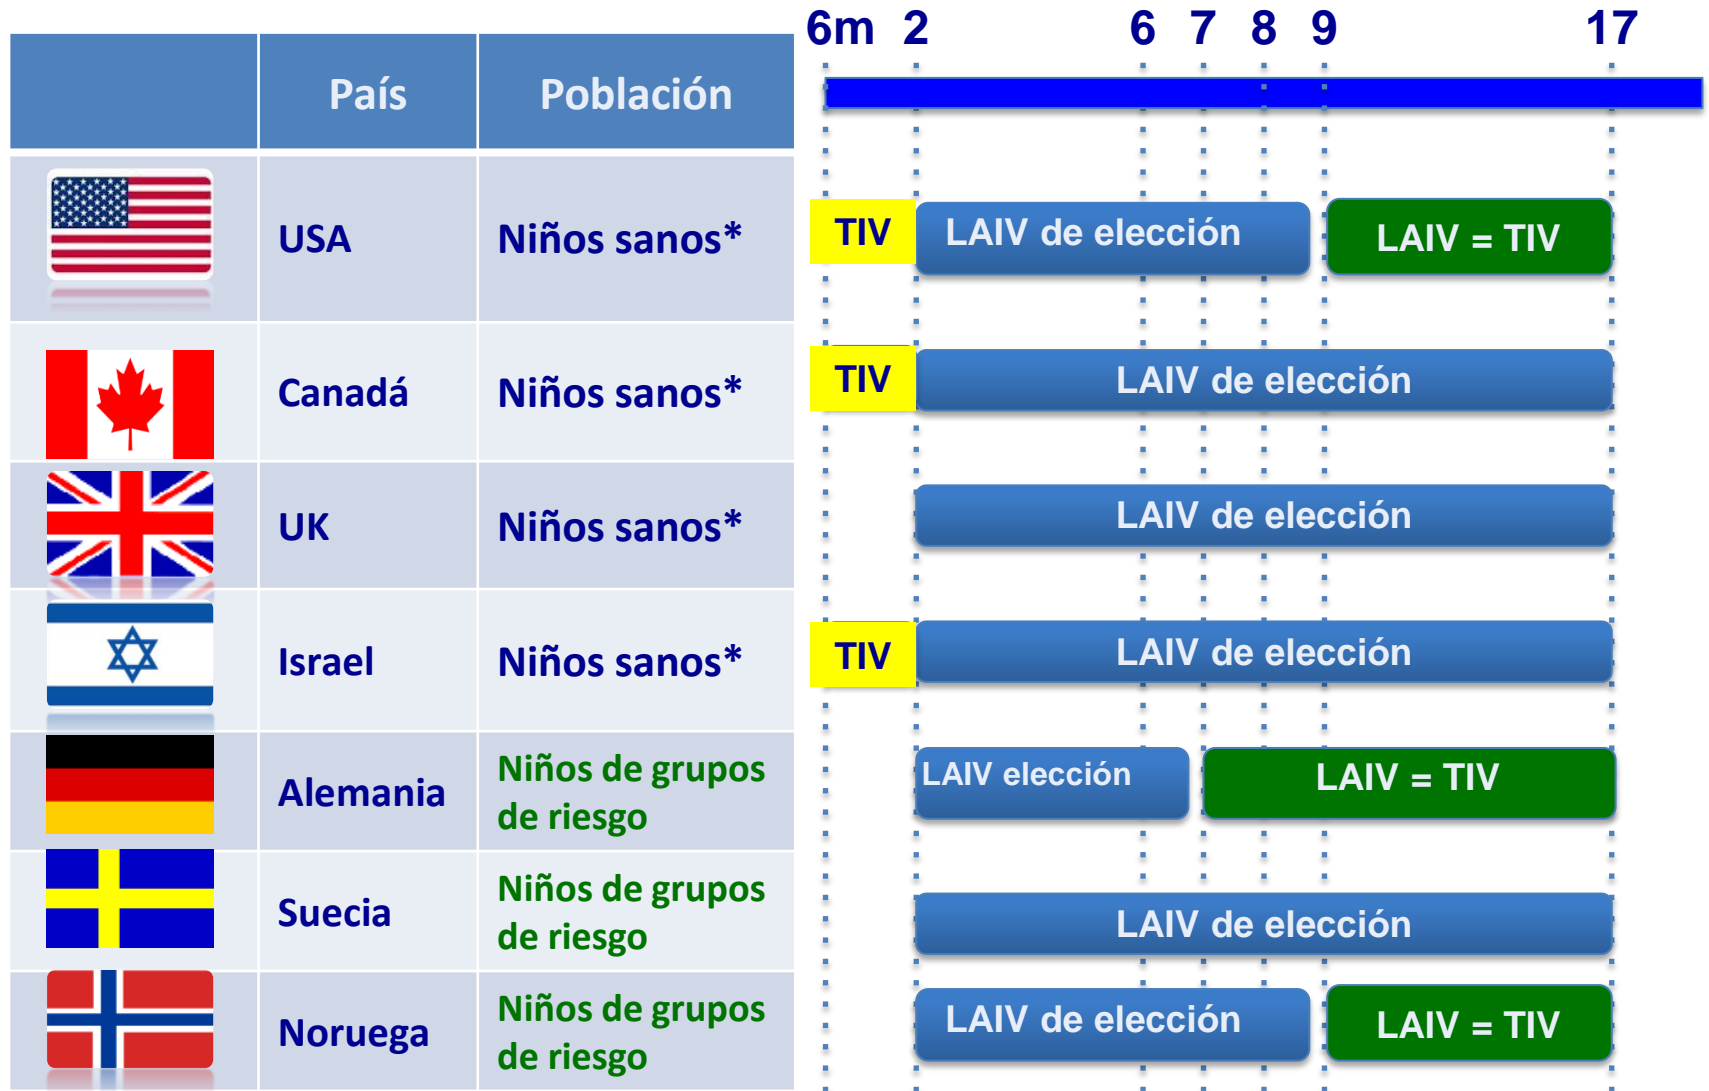 6m 2 6 7 8 9 17
País Población
USA Niños sanos* TIV LAIV de elección LAIV = TIV
Canadá Niños sanos* TIV LAIV de elección
UK Niños sanos* LAIV de elección
Israel Niños sanos* TIV LAIV de elección
Alemania Niños de grupos
de riesgo LAIV elección LAIV = TIV
Suecia Niños de grupos
de riesgo LAIV de elección
Noruega Niños de grupos
de riesgo LAIV de elección LAIV = TIV